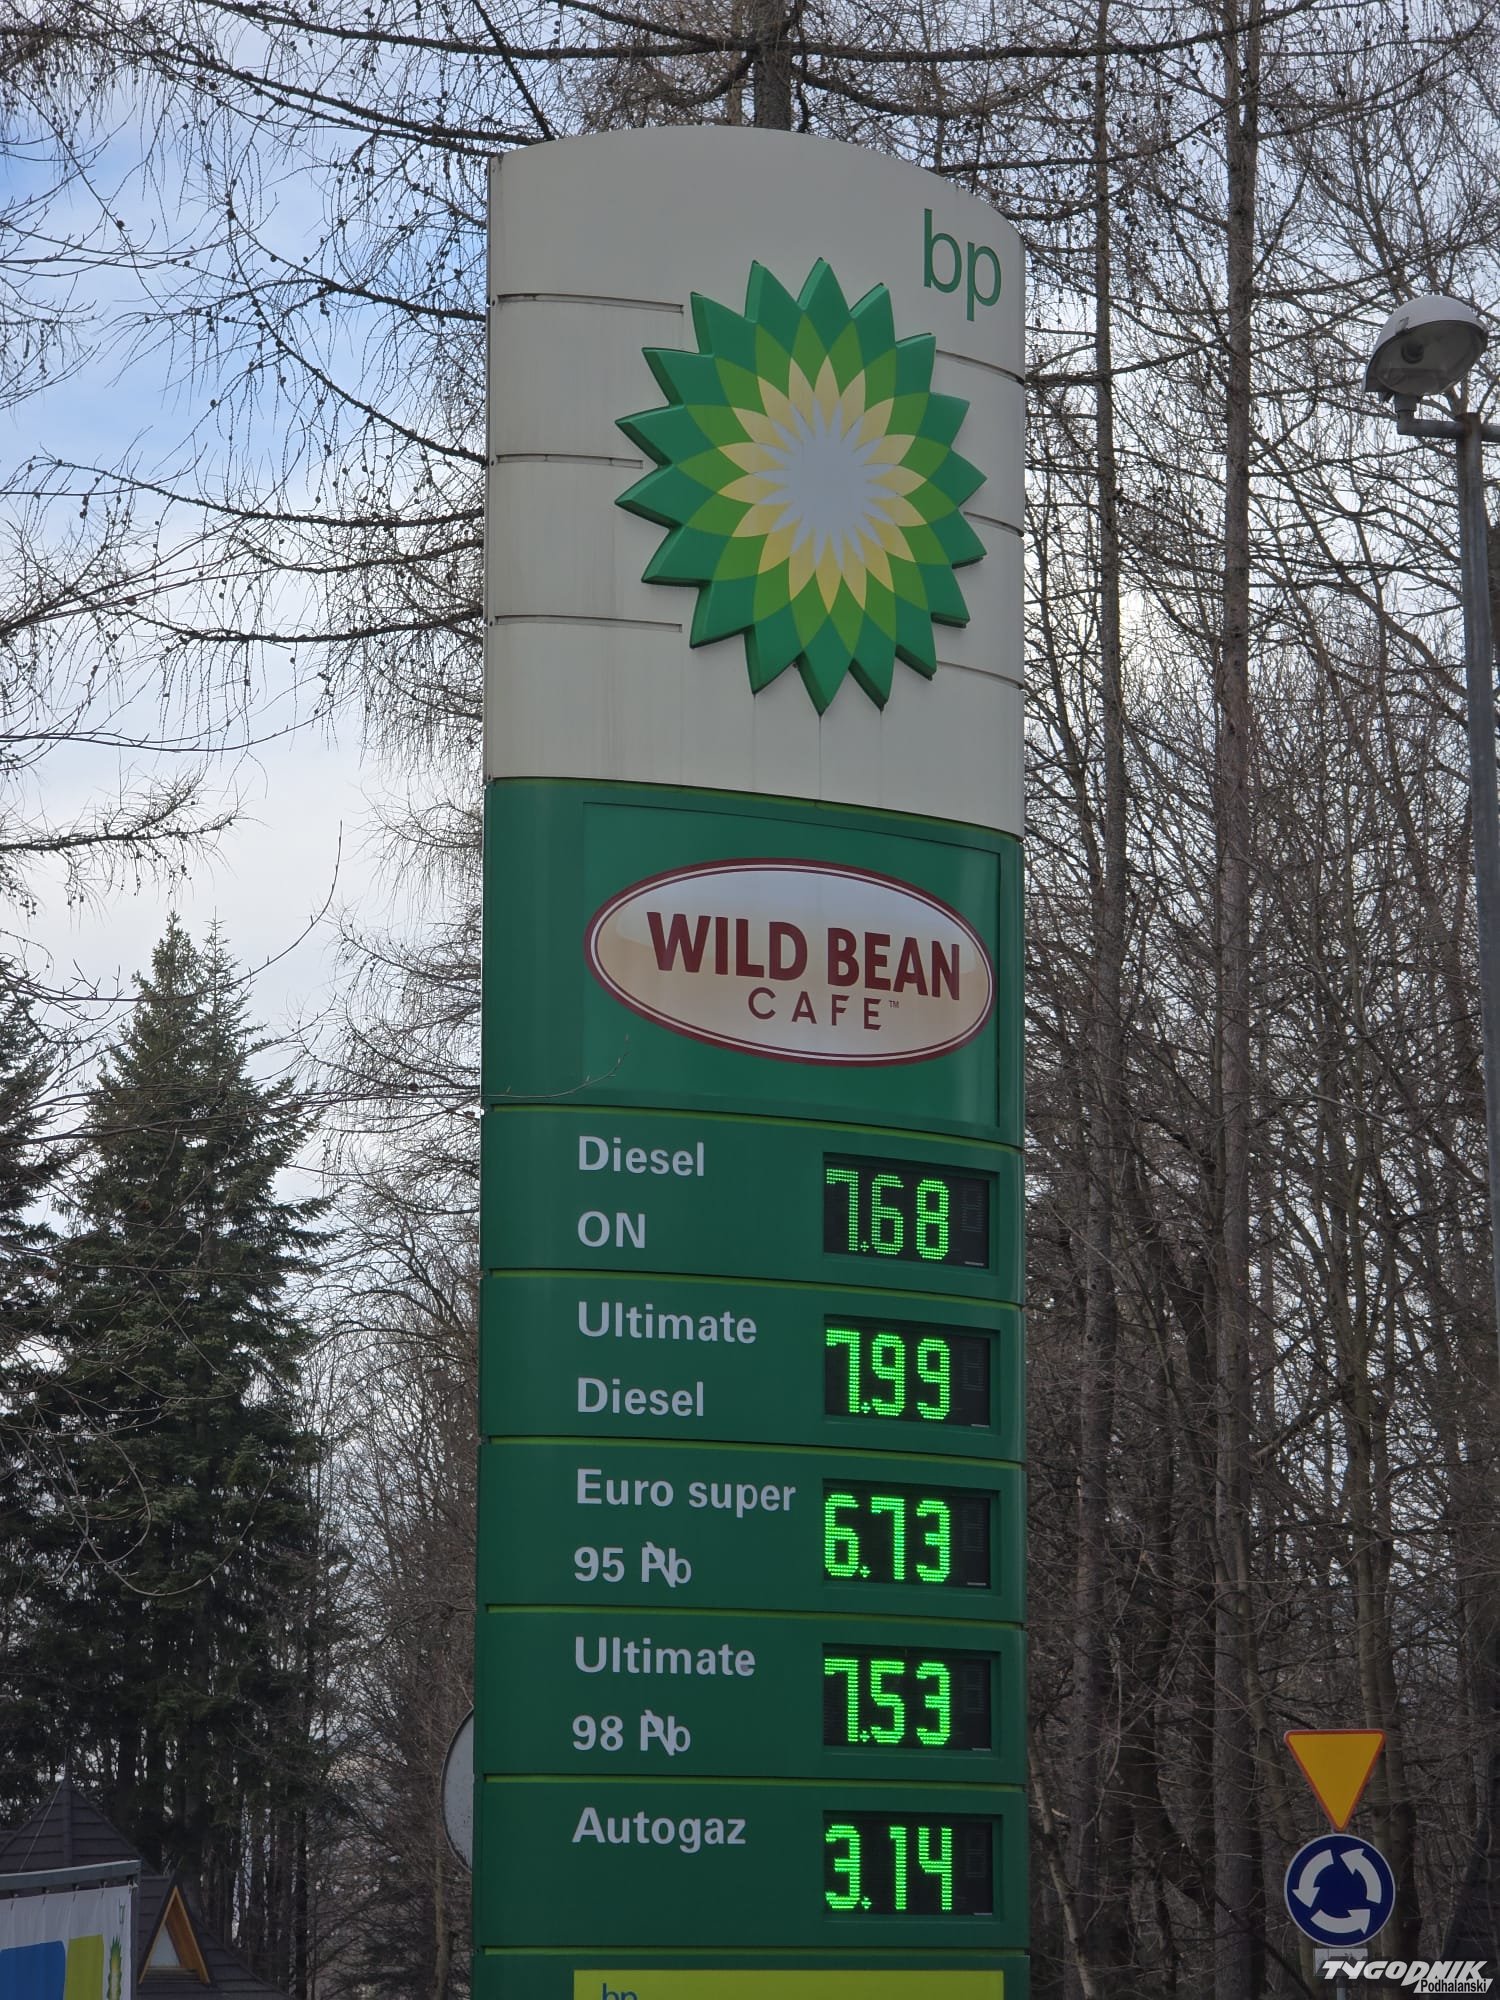 bp
WILD BEAN
CAFE™
Diesel
ON
7.68
Ultimate
Diesel
7.99
Euro super
95 Pb
6.73
Ultimate
98 Pb
7.53
Autogaz
3.14
bp
TYGODNIK
Podhalański